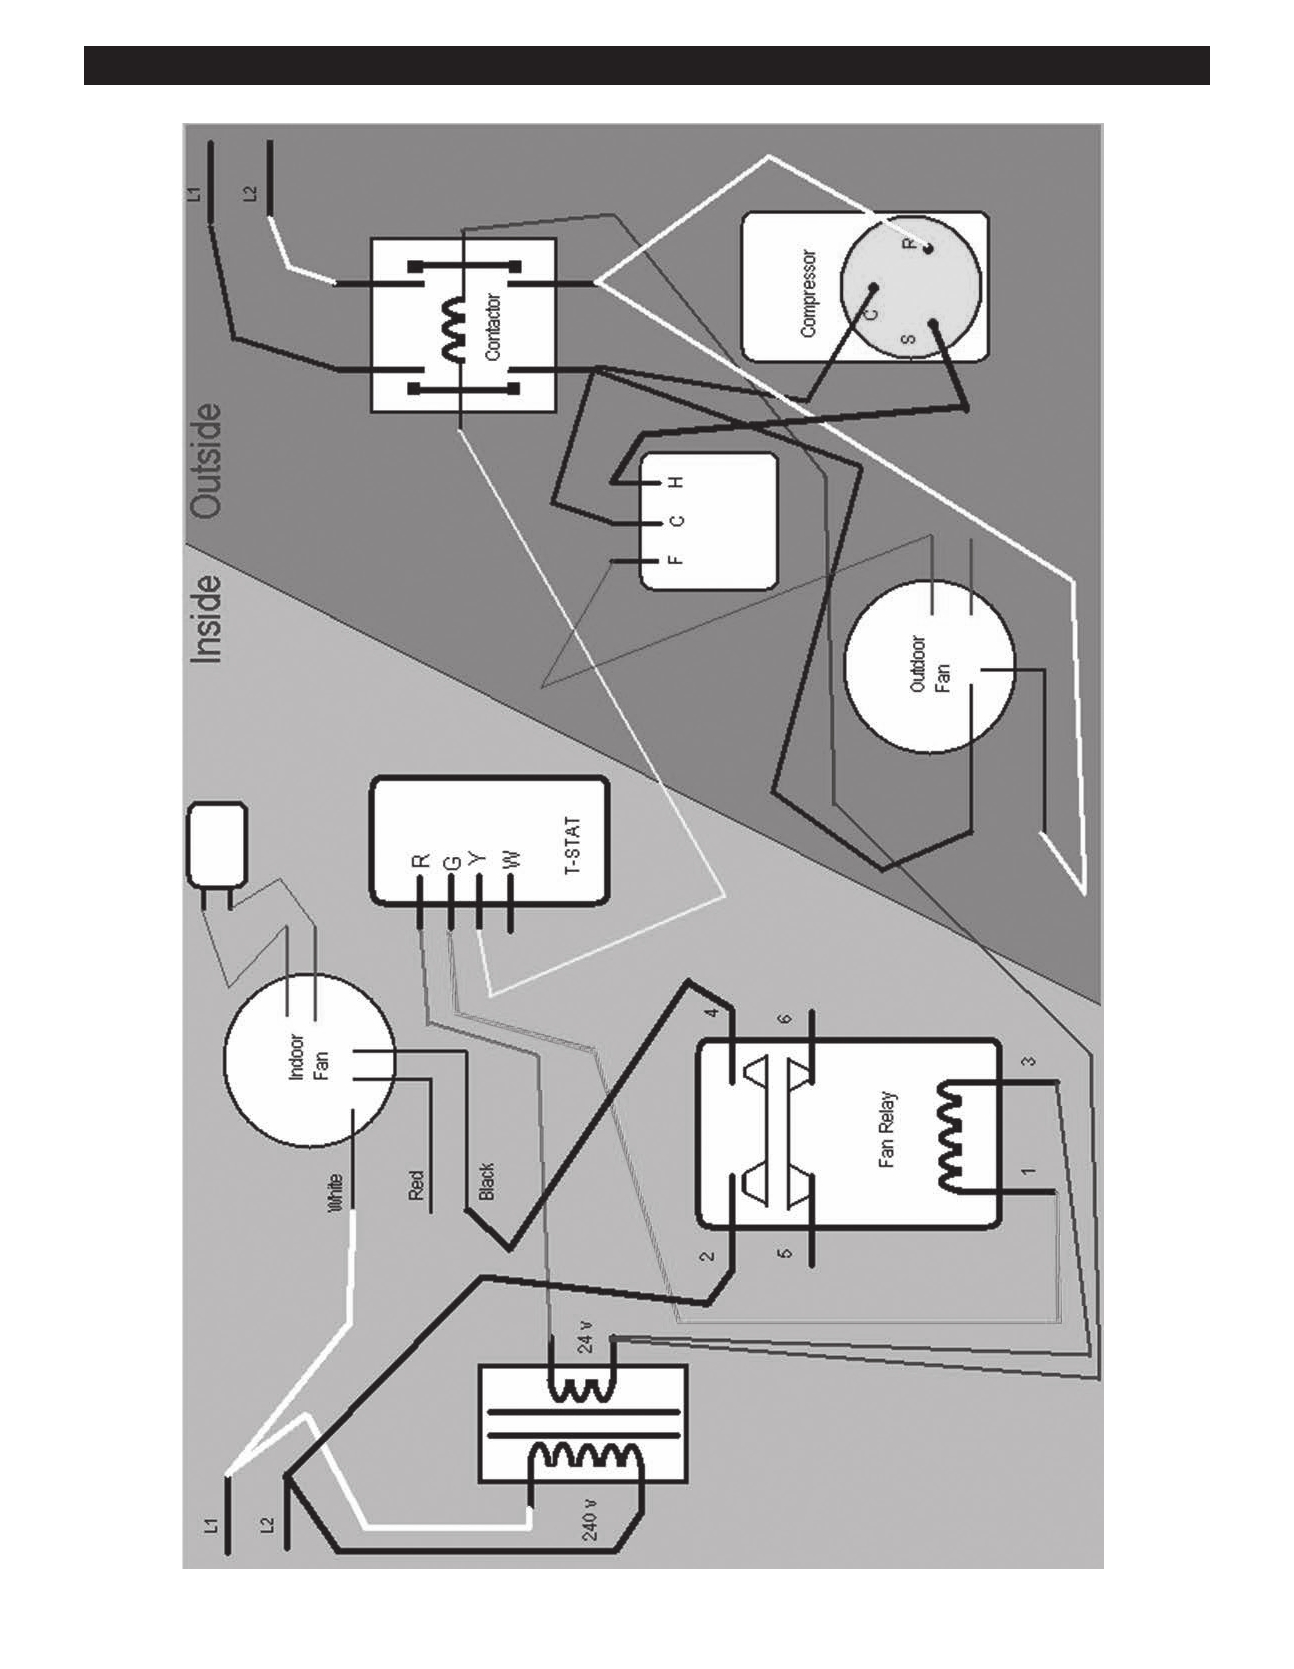 Inside
Outside
L1
L2
L1
L2
Contactor
Compressor
C
R
S
H
C
F
Outdoor
Fan
R
G
Y
W
T-STAT
Indoor
Fan
White
Red
Black
4
6
2
5
Fan Relay
3
1
24 V
240 V